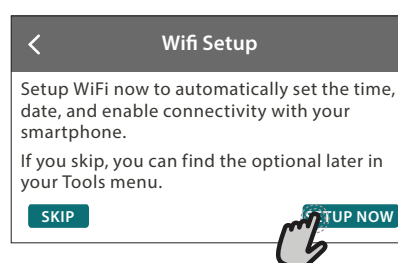 Wifi Setup
Setup WiFi now to automatically set the time,
date, and enable connectivity with your
smartphone.
If you skip, you can find the optional later in
your Tools menu.
SKIP
TUP NOW